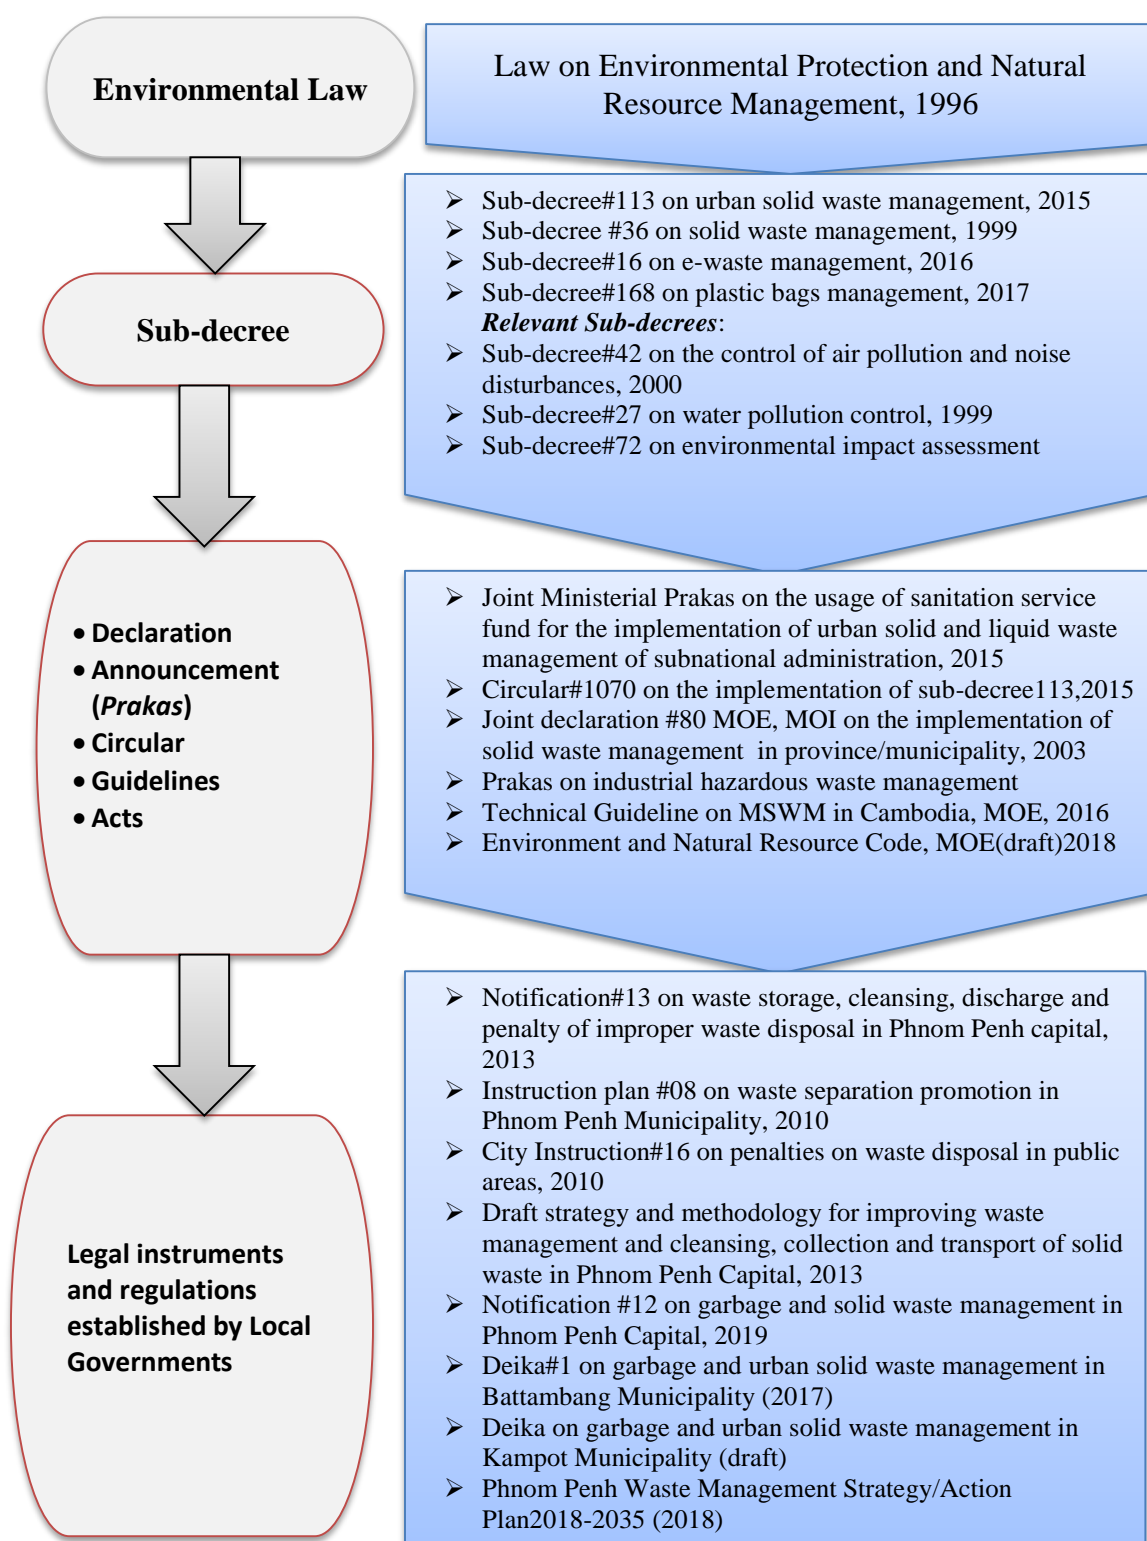 Environmental Law
Law on Environmental Protection and Natural
Resource Management, 1996
Sub-decree
➢ Sub-decree#113 on urban solid waste management, 2015
➢ Sub-decree #36 on solid waste management, 1999
➢ Sub-decree#16 on e-waste management, 2016
➢ Sub-decree#168 on plastic bags management, 2017
Relevant Sub-decrees:
➢ Sub-decree#42 on the control of air pollution and noise
disturbances, 2000
➢ Sub-decree#27 on water pollution control, 1999
➢ Sub-decree#72 on environmental impact assessment
• Declaration
• Announcement
(Prakas)
• Circular
• Guidelines
• Acts
➢ Joint Ministerial Prakas on the usage of sanitation service
fund for the implementation of urban solid and liquid waste
management of subnational administration, 2015
➢ Circular#1070 on the implementation of sub-decree113,2015
➢ Joint declaration #80 MOE, MOI on the implementation of
solid waste management in province/municipality, 2003
➢ Prakas on industrial hazardous waste management
➢ Technical Guideline on MSWM in Cambodia, MOE, 2016
➢ Environment and Natural Resource Code, MOE(draft)2018
Legal instruments
and regulations
established by Local
Governments
➢ Notification#13 on waste storage, cleansing, discharge and
penalty of improper waste disposal in Phnom Penh capital,
2013
➢ Instruction plan #08 on waste separation promotion in
Phnom Penh Municipality, 2010
➢ City Instruction#16 on penalties on waste disposal in public
areas, 2010
➢ Draft strategy and methodology for improving waste
management and cleansing, collection and transport of solid
waste in Phnom Penh Capital, 2013
➢ Notification #12 on garbage and solid waste management in
Phnom Penh Capital, 2019
➢ Deika#1 on garbage and urban solid waste management in
Battambang Municipality (2017)
➢ Deika on garbage and urban solid waste management in
Kampot Municipality (draft)
➢ Phnom Penh Waste Management Strategy/Action
Plan2018-2035 (2018)